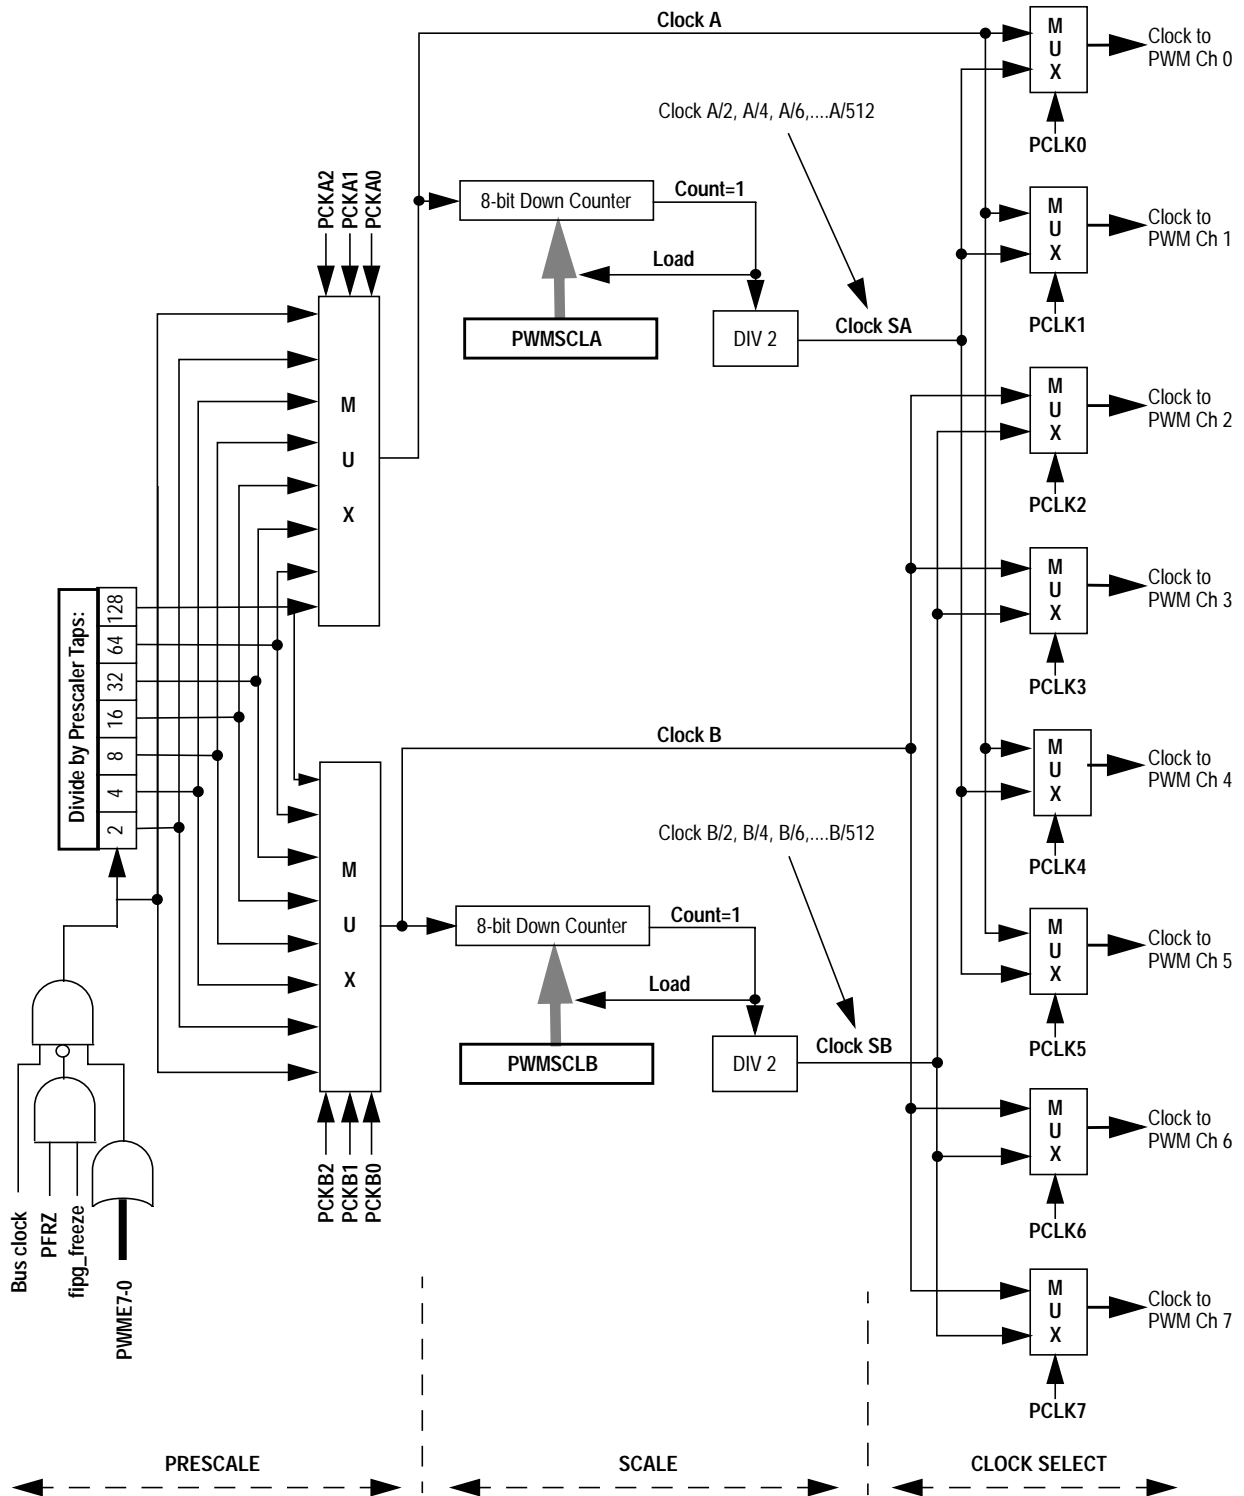 Clock A
M
U
X
Clock to
PWM Ch 0
Clock A/2, A/4, A/6,....A/512
PCLK0
PCKA2
PCKA1
PCKA0
8-bit Down Counter
Count=1
M
U
X
Clock to
PWM Ch 1
Load
PCLK1
PWMSCLA
DIV 2
Clock SA
M
U
X
M
U
X
Clock to
PWM Ch 2
PCLK2
M
U
X
Clock to
PWM Ch 3
PCLK3
Divide by Prescaler Taps:
128
64
32
16
8
4
2
Clock B
M
U
X
Clock to
PWM Ch 4
PCLK4
Clock B/2, B/4, B/6,....B/512
M
U
X
8-bit Down Counter
Count=1
M
U
X
Clock to
PWM Ch 5
Load
PCLK5
PWMSCLB
DIV 2
Clock SB
M
U
X
Clock to
PWM Ch 6
PCLK6
PCKB2
PCKB1
PCKB0
Bus clock
PFRZ
fipg_freeze
PWME7-0
M
U
X
Clock to
PWM Ch 7
PCLK7
PRESCALE
SCALE
CLOCK SELECT